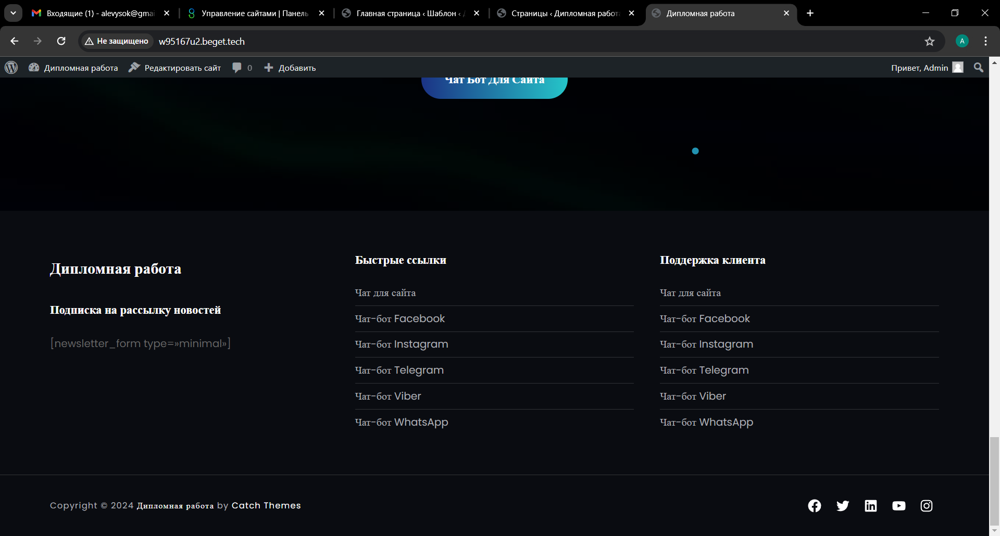 Входящие (1) - alevysok@gmai
Управление сайтами | Панель
Главная страница ‹ Шаблон ‹
Страницы ‹ Дипломная работа
Дипломная работа
Не защищено
w95167u2.beget.tech
A
Дипломная работа
Редактировать сайт
0
Добавить
Привет, Admin
Чат Бот Для Сайта
Дипломная работа
Подписка на рассылку новостей
[newsletter_form type=»minimal»]
Быстрые ссылки
Чат для сайта
Чат-бот Facebook
Чат-бот Instagram
Чат-бот Telegram
Чат-бот Viber
Чат-бот WhatsApp
Поддержка клиента
Чат для сайта
Чат-бот Facebook
Чат-бот Instagram
Чат-бот Telegram
Чат-бот Viber
Чат-бот WhatsApp
Copyright © 2024 Дипломная работа by Catch Themes